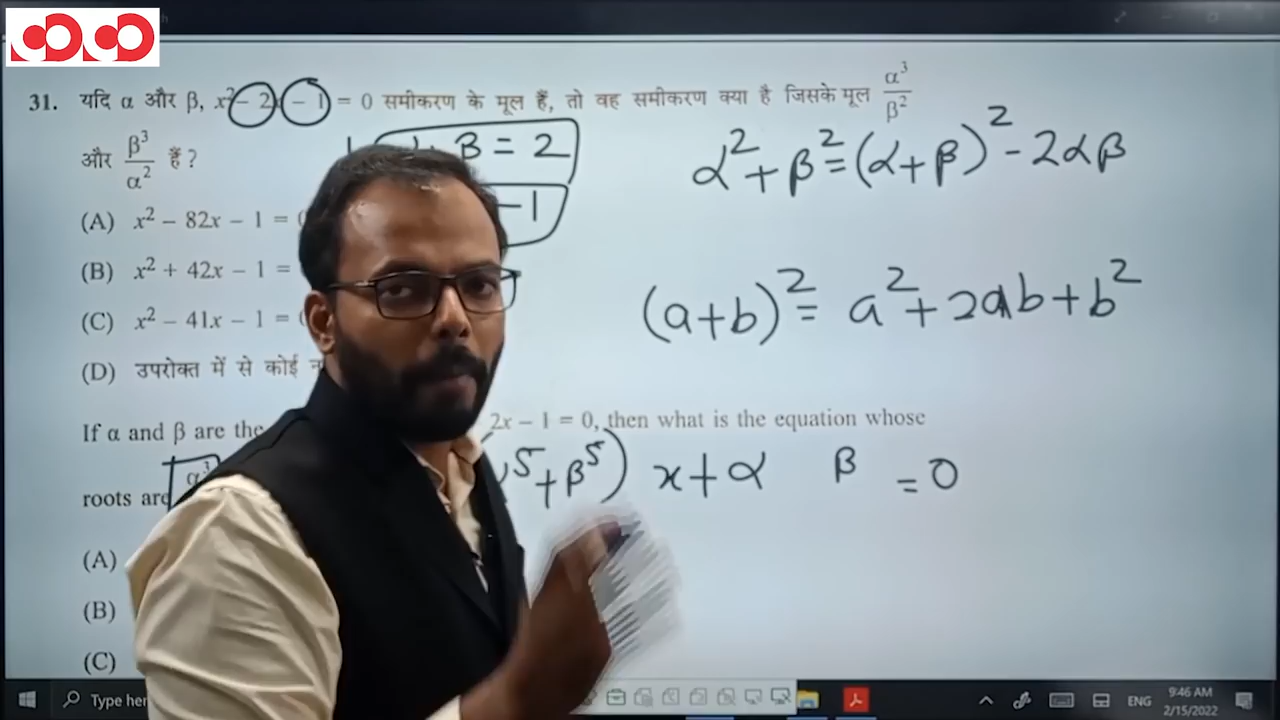 31. यदि α और β, x² - 2x - 1 = 0 समीकरण के मूल हैं, तो वह समीकरण क्या है जिसके मूल α³/β²
और β³/α² हैं ?
β = 2
-1
(A) x² - 82x - 1 =
(B) x² + 42x - 1 =
(C) x² - 41x - 1 =
(D) उपरोक्त में से कोई
α² + β² = (α+β)² - 2αβ
(a+b)² = a² + 2ab + b²
If α and β are the 2x - 1 = 0, then what is the equation whose
roots are α³
⁵+β⁵) x + α β = 0
(A)
(B)
(C)
Type here
ENG
9:46 AM
2/15/2022